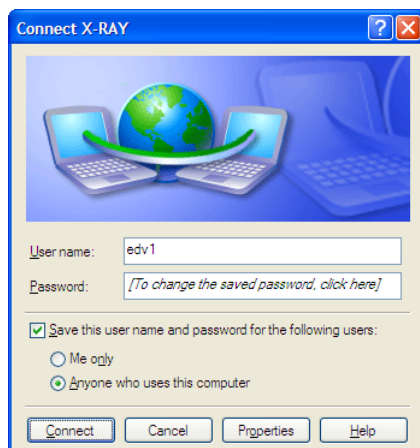 Connect X-RAY
User name: edv1
Password: [To change the saved password, click here]
Save this user name and password for the following users:
Me only
Anyone who uses this computer
Connect Cancel Properties Help